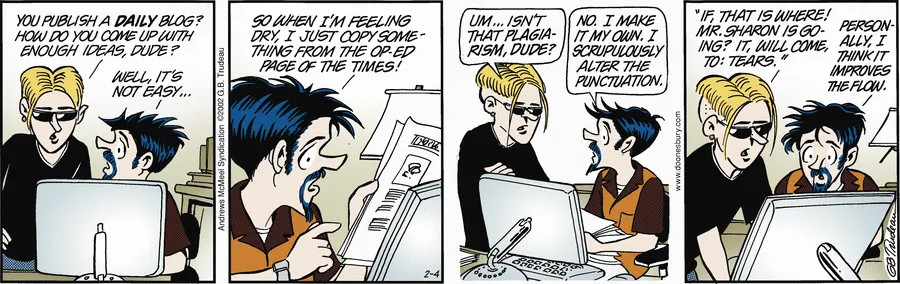 YOU PUBLISH A DAILY BLOG?
HOW DO YOU COME UP WITH
ENOUGH IDEAS, DUDE?
WELL, IT'S
NOT EASY...
Andrews McMeel Syndication ©2002 G.B. Trudeau
SO WHEN I'M FEELING
DRY, I JUST COPY SOME-
THING FROM THE OP-ED
PAGE OF THE TIMES!
2-4
UM... ISN'T
THAT PLAGIA-
RISM, DUDE?
NO. I MAKE
IT MY OWN. I
SCRUPULOUSLY
ALTER THE
PUNCTUATION.
www.doonesbury.com
"IF, THAT IS WHERE!
MR. SHARON IS GO-
ING? IT, WILL COME,
TO: TEARS."
PERSON-
ALLY, I
THINK IT
IMPROVES
THE FLOW.
GB Trudeau